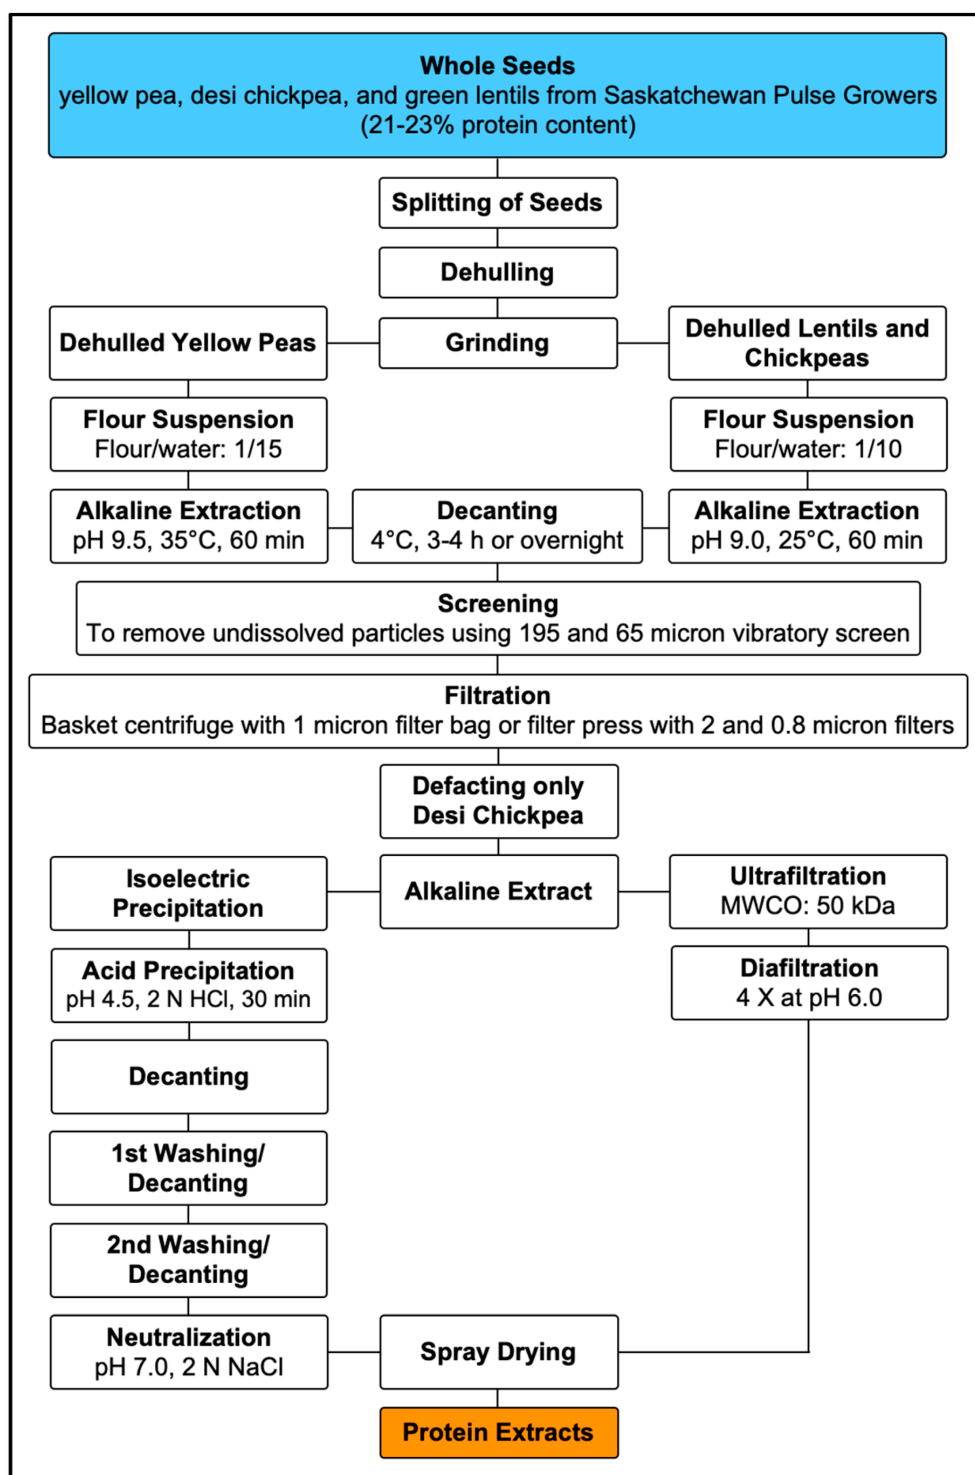 Whole Seeds
yellow pea, desi chickpea, and green lentils from Saskatchewan Pulse Growers
(21-23% protein content)
Splitting of Seeds
Dehulling
Dehulled Yellow Peas
Grinding
Dehulled Lentils and
Chickpeas
Flour Suspension
Flour/water: 1/15
Flour Suspension
Flour/water: 1/10
Alkaline Extraction
pH 9.5, 35°C, 60 min
Decanting
4°C, 3-4 h or overnight
Alkaline Extraction
pH 9.0, 25°C, 60 min
Screening
To remove undissolved particles using 195 and 65 micron vibratory screen
Filtration
Basket centrifuge with 1 micron filter bag or filter press with 2 and 0.8 micron filters
Defacting only
Desi Chickpea
Isoelectric
Precipitation
Alkaline Extract
Ultrafiltration
MWCO: 50 kDa
Acid Precipitation
pH 4.5, 2 N HCl, 30 min
Diafiltration
4 X at pH 6.0
Decanting
1st Washing/
Decanting
2nd Washing/
Decanting
Neutralization
pH 7.0, 2 N NaCl
Spray Drying
Protein Extracts